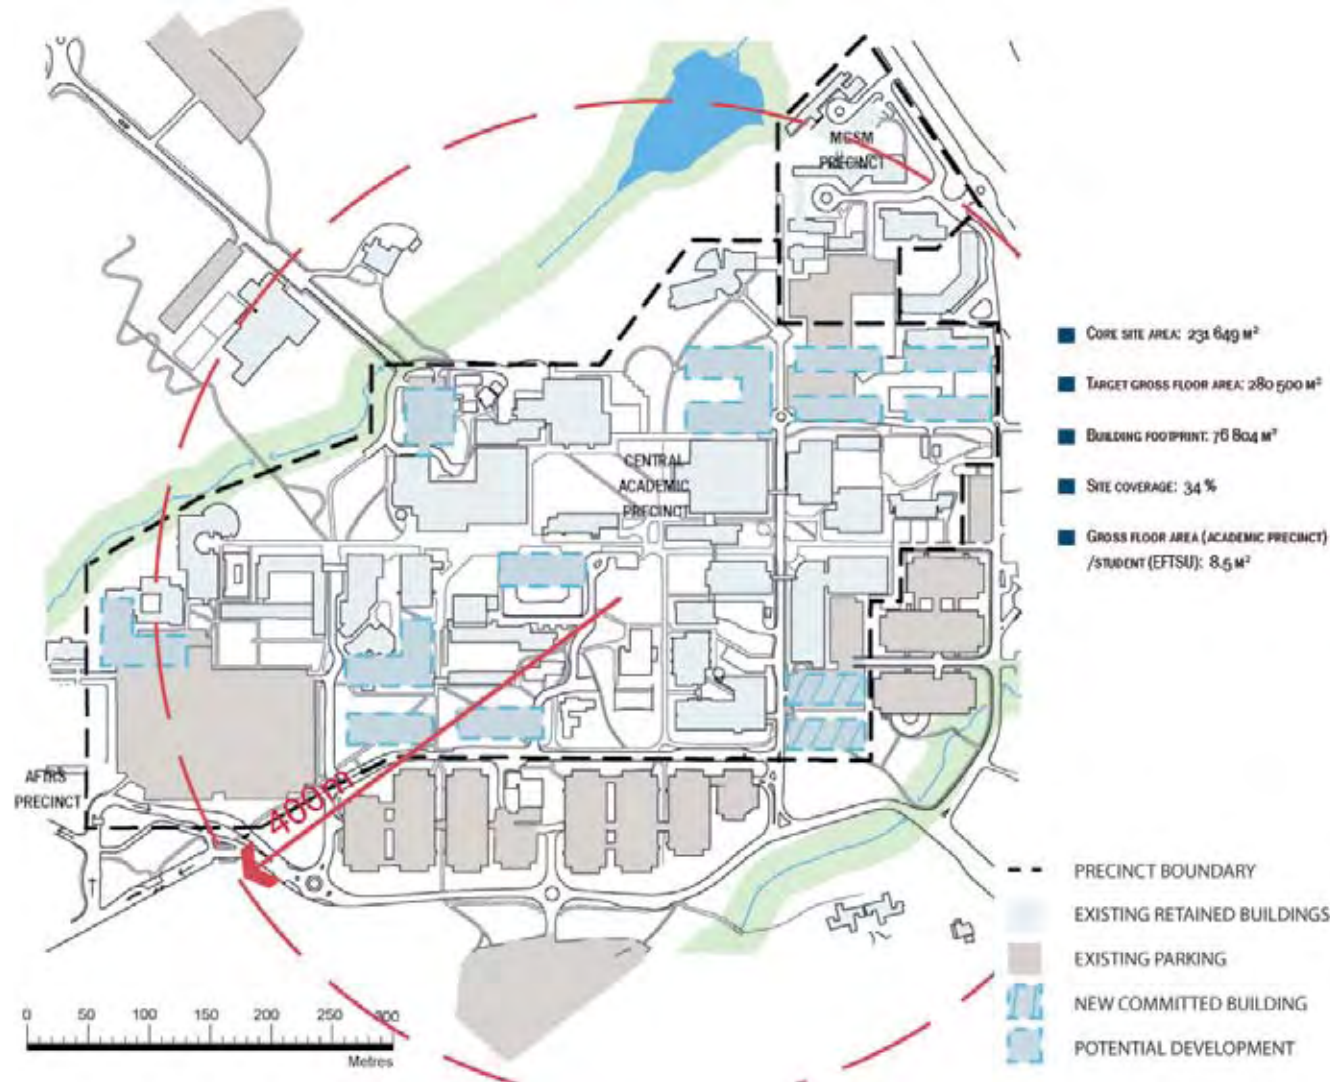 MGSM
PRECINCT
CORE SITE AREA: 231 649 M²
TARGET GROSS FLOOR AREA: 280 500 M²
BUILDING FOOTPRINT: 76 804 M²
SITE COVERAGE: 34 %
GROSS FLOOR AREA (ACADEMIC PRECINCT)
/STUDENT (EFTSU): 8.5 M²
CENTRAL
ACADEMIC
PRECINCT
AFTRS
PRECINCT
400m
PRECINCT BOUNDARY
EXISTING RETAINED BUILDINGS
EXISTING PARKING
NEW COMMITTED BUILDING
POTENTIAL DEVELOPMENT
0 50 100 150 200 250 300
Metres